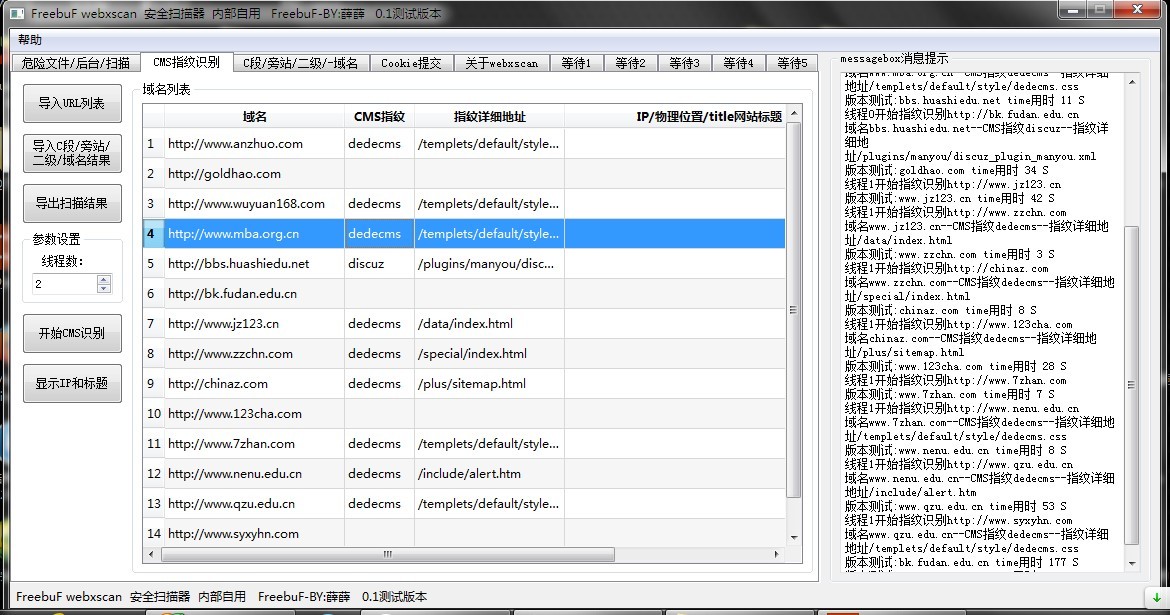 FreebuF webxscan 安全扫描器 内部自用 FreebuF-BY:薛薛 0.1测试版本
帮助
危险文件/后台/扫描 CMS指纹识别 C段/旁站/二级/-域名 Cookie提交 关于webxscan 等待1 等待2 等待3 等待4 等待5
导入URL列表
导入C段/旁站/
二级/域名结果
导出扫描结果
参数设置
线程数:
2
开始CMS识别
显示IP和标题
域名列表
域名 CMS指纹 指纹详细地址 IP/物理位置/title网站标题
1 http://www.anzhuo.com dedecms /templets/default/style...
2 http://goldhao.com
3 http://www.wuyuan168.com dedecms /templets/default/style...
4 http://www.mba.org.cn dedecms /templets/default/style...
5 http://bbs.huashiedu.net discuz /plugins/manyou/disc...
6 http://bk.fudan.edu.cn
7 http://www.jz123.cn dedecms /data/index.html
8 http://www.zzchn.com dedecms /special/index.html
9 http://chinaz.com dedecms /plus/sitemap.html
10 http://www.123cha.com
11 http://www.7zhan.com dedecms /templets/default/style...
12 http://www.nenu.edu.cn dedecms /include/alert.htm
13 http://www.qzu.edu.cn dedecms /templets/default/style...
14 http://www.syxyhn.com
messagebox消息提示
域名www.mba.org.cn--CMS指纹dedecms--指纹详细
地址/templets/default/style/dedecms.css
版本测试:bbs.huashiedu.net time用时 11 S
线程0开始指纹识别http://bk.fudan.edu.cn
域名bbs.huashiedu.net--CMS指纹discuz--指纹详
细地
址/plugins/manyou/discuz_plugin_manyou.xml
版本测试:goldhao.com time用时 34 S
线程1开始指纹识别http://www.jz123.cn
版本测试:www.jz123.cn time用时 42 S
线程1开始指纹识别http://www.zzchn.com
域名www.jz123.cn--CMS指纹dedecms--指纹详细地
址/data/index.html
版本测试:www.zzchn.com time用时 3 S
线程1开始指纹识别http://chinaz.com
域名www.zzchn.com--CMS指纹dedecms--指纹详细地
址/special/index.html
版本测试:chinaz.com time用时 8 S
线程1开始指纹识别http://www.123cha.com
域名chinaz.com--CMS指纹dedecms--指纹详细地
址/plus/sitemap.html
版本测试:www.123cha.com time用时 28 S
线程1开始指纹识别http://www.7zhan.com
版本测试:www.7zhan.com time用时 7 S
线程1开始指纹识别http://www.nenu.edu.cn
域名www.7zhan.com--CMS指纹dedecms--指纹详细地
址/templets/default/style/dedecms.css
版本测试:www.nenu.edu.cn time用时 8 S
线程1开始指纹识别http://www.qzu.edu.cn
域名www.nenu.edu.cn--CMS指纹dedecms--指纹详细
地址/include/alert.htm
版本测试:www.qzu.edu.cn time用时 53 S
线程1开始指纹识别http://www.syxyhn.com
域名www.qzu.edu.cn--CMS指纹dedecms--指纹详细
地址/templets/default/style/dedecms.css
版本测试:bk.fudan.edu.cn time用时 177 S
FreebuF webxscan 安全扫描器 内部自用 FreebuF-BY:薛薛 0.1测试版本